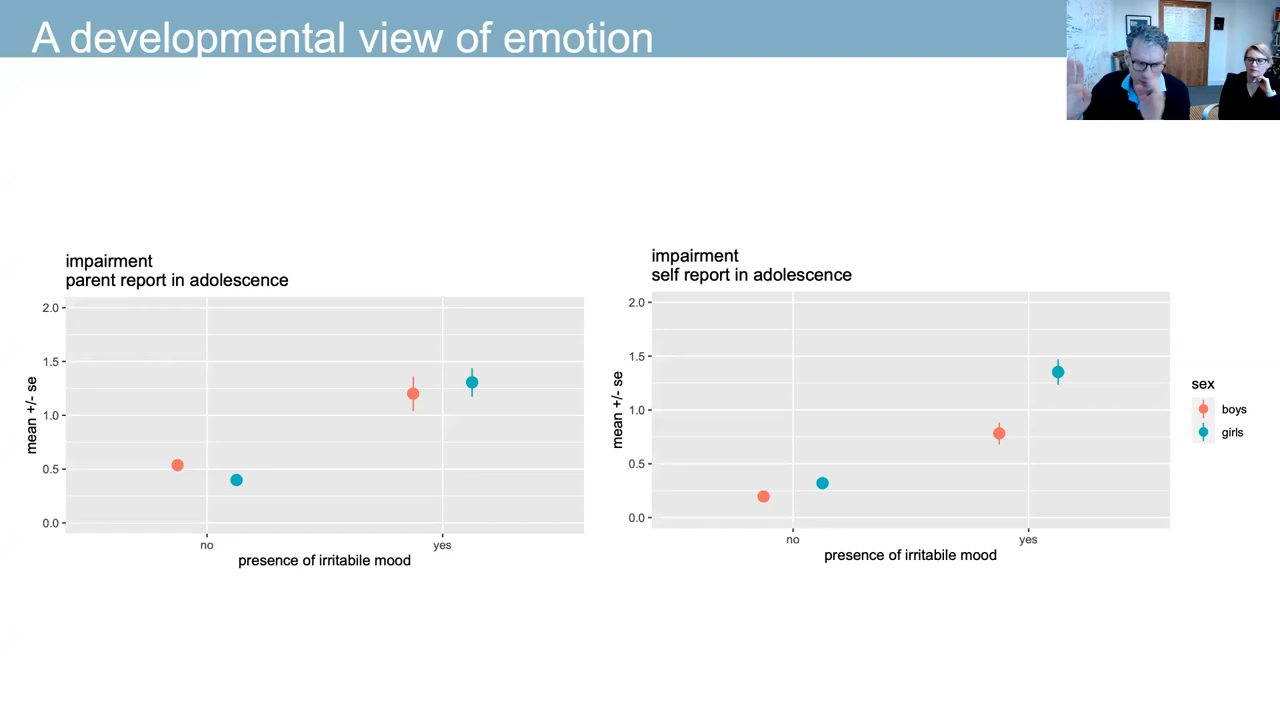 A developmental view of emotion
impairment
parent report in adolescence
2.0
1.5
1.0
0.5
0.0
mean +/- se
no
yes
presence of irritabile mood
impairment
self report in adolescence
2.0
1.5
1.0
0.5
0.0
mean +/- se
no
yes
presence of irritabile mood
sex
boys
girls